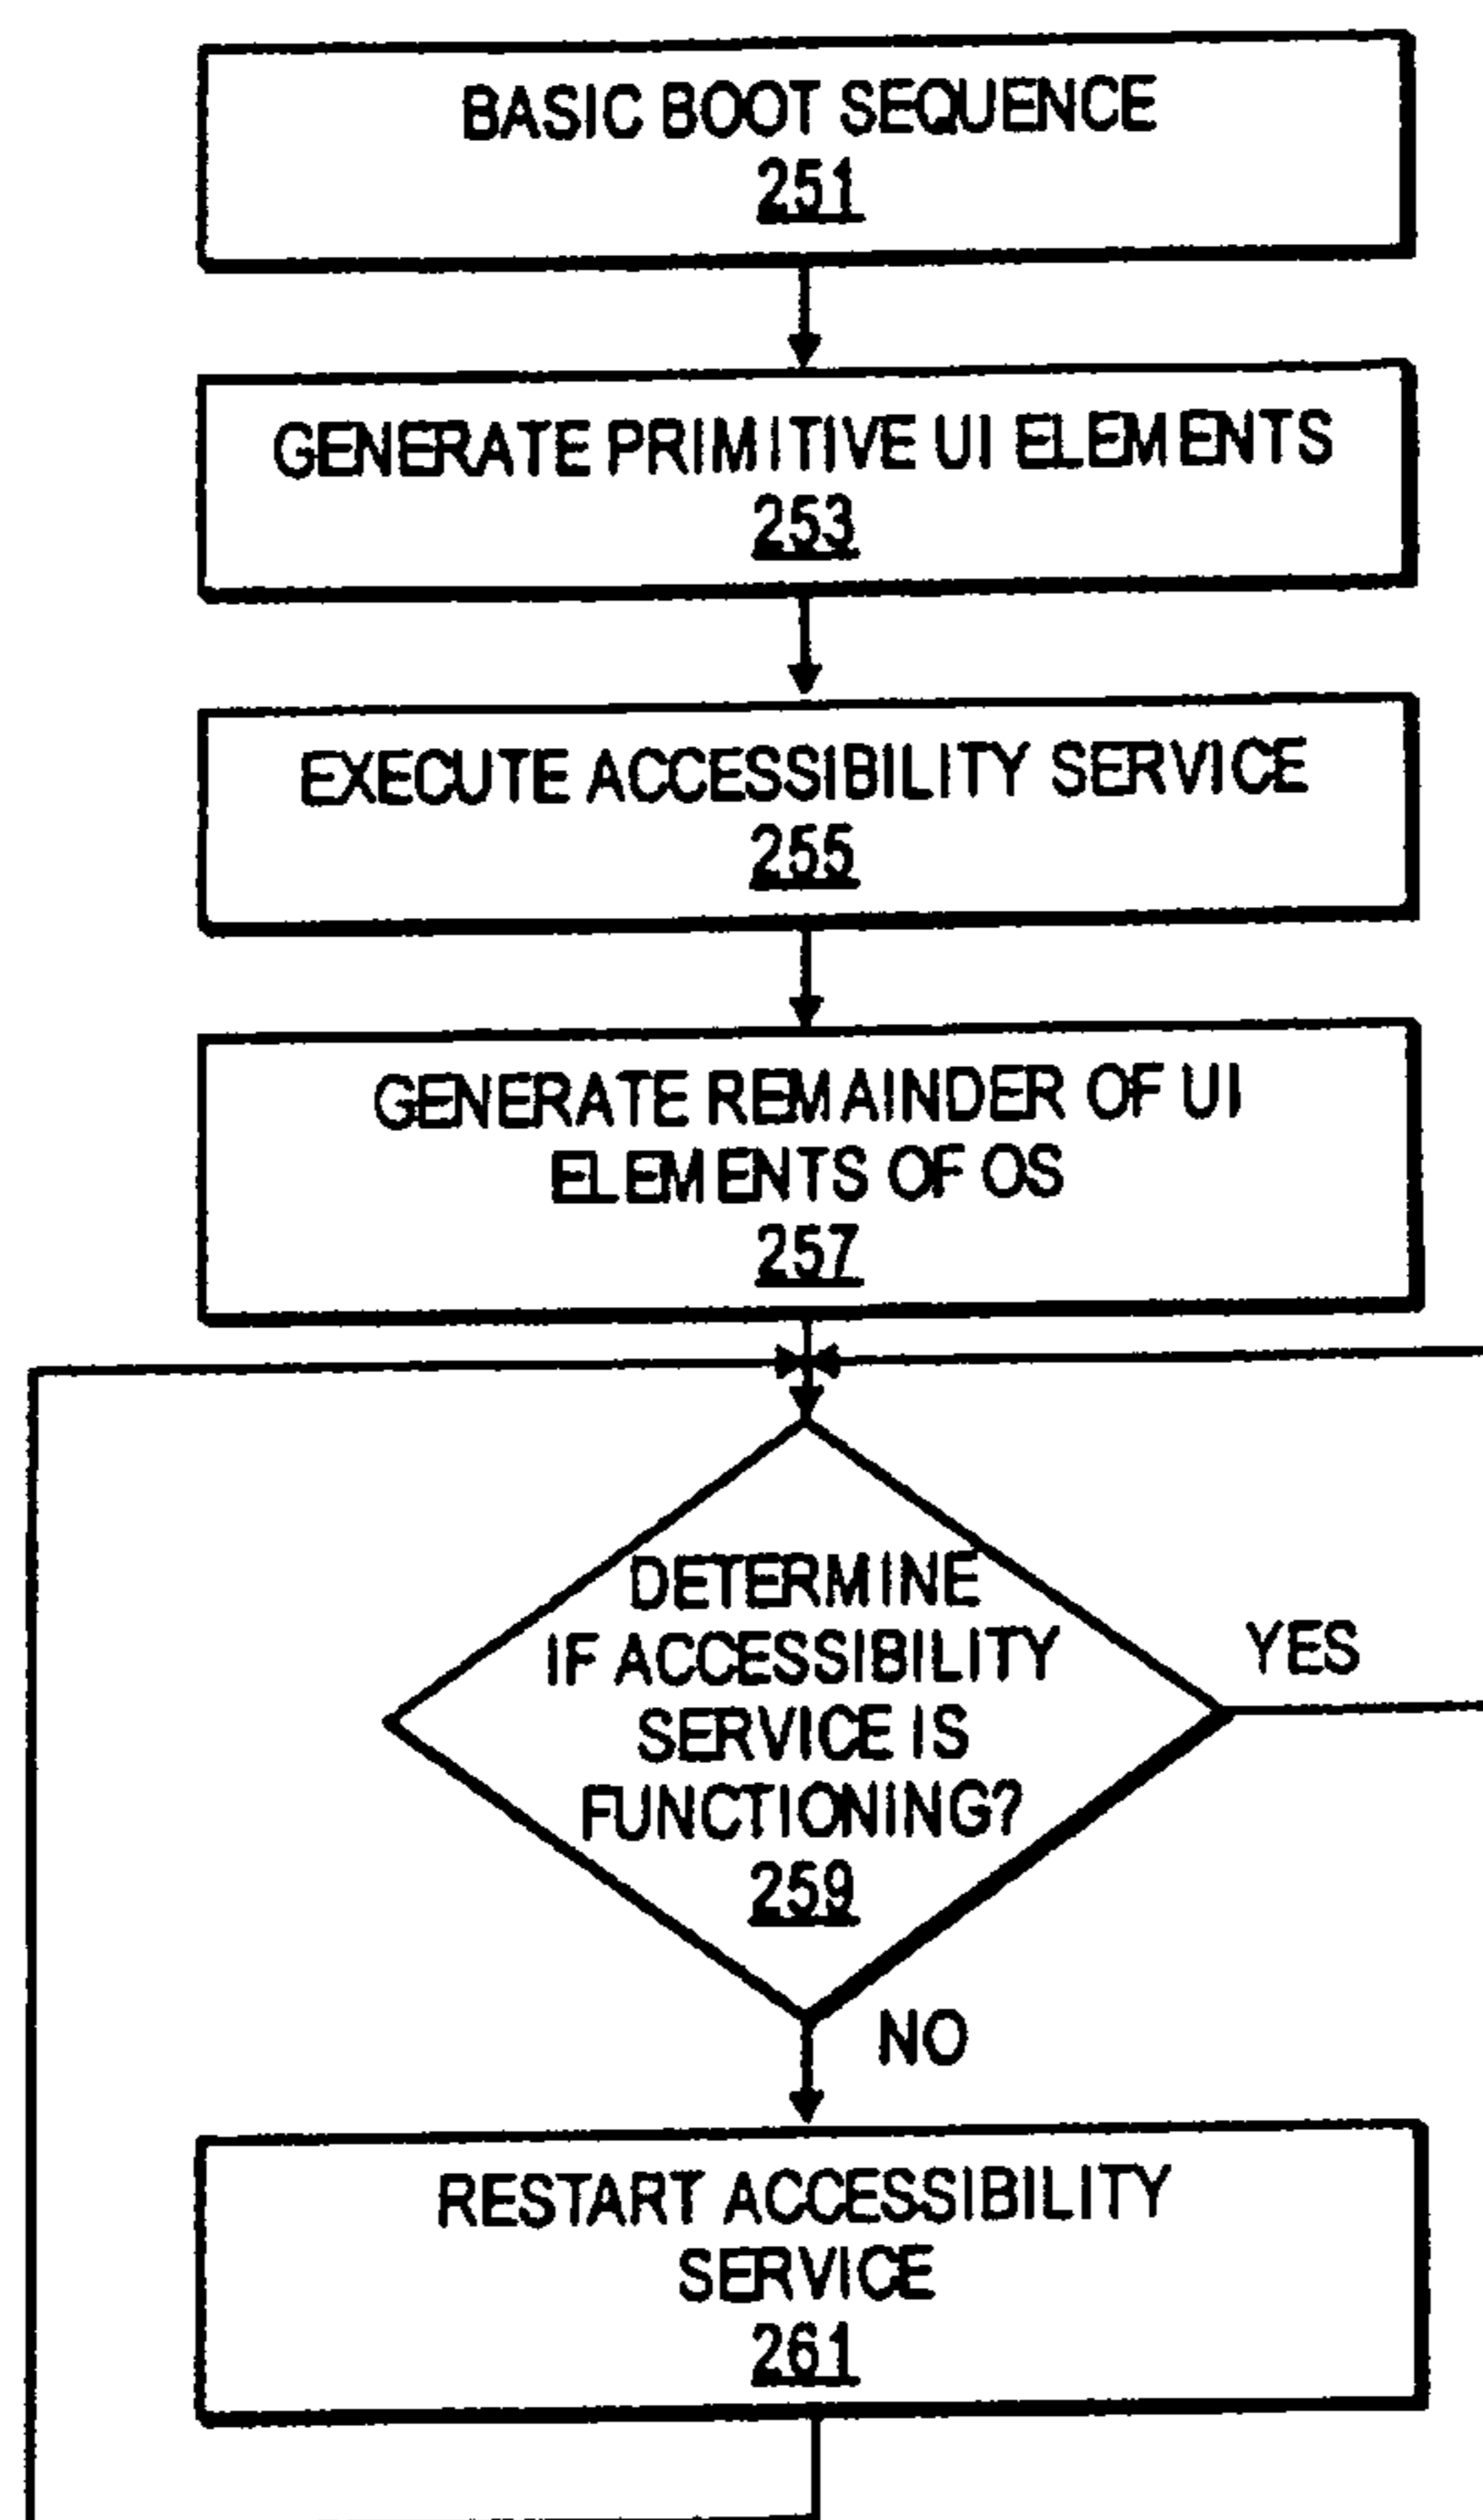 BASIC BOOT SEQUENCE
251
GENERATE PRIMITIVE UI ELEMENTS
253
EXECUTE ACCESSIBILITY SERVICE
255
GENERATE REMAINDER OF UI
ELEMENTS OF OS
257
DETERMINE
IF ACCESSIBILITY
SERVICE IS
FUNCTIONING?
259
YES
NO
RESTART ACCESSIBILITY
SERVICE
261